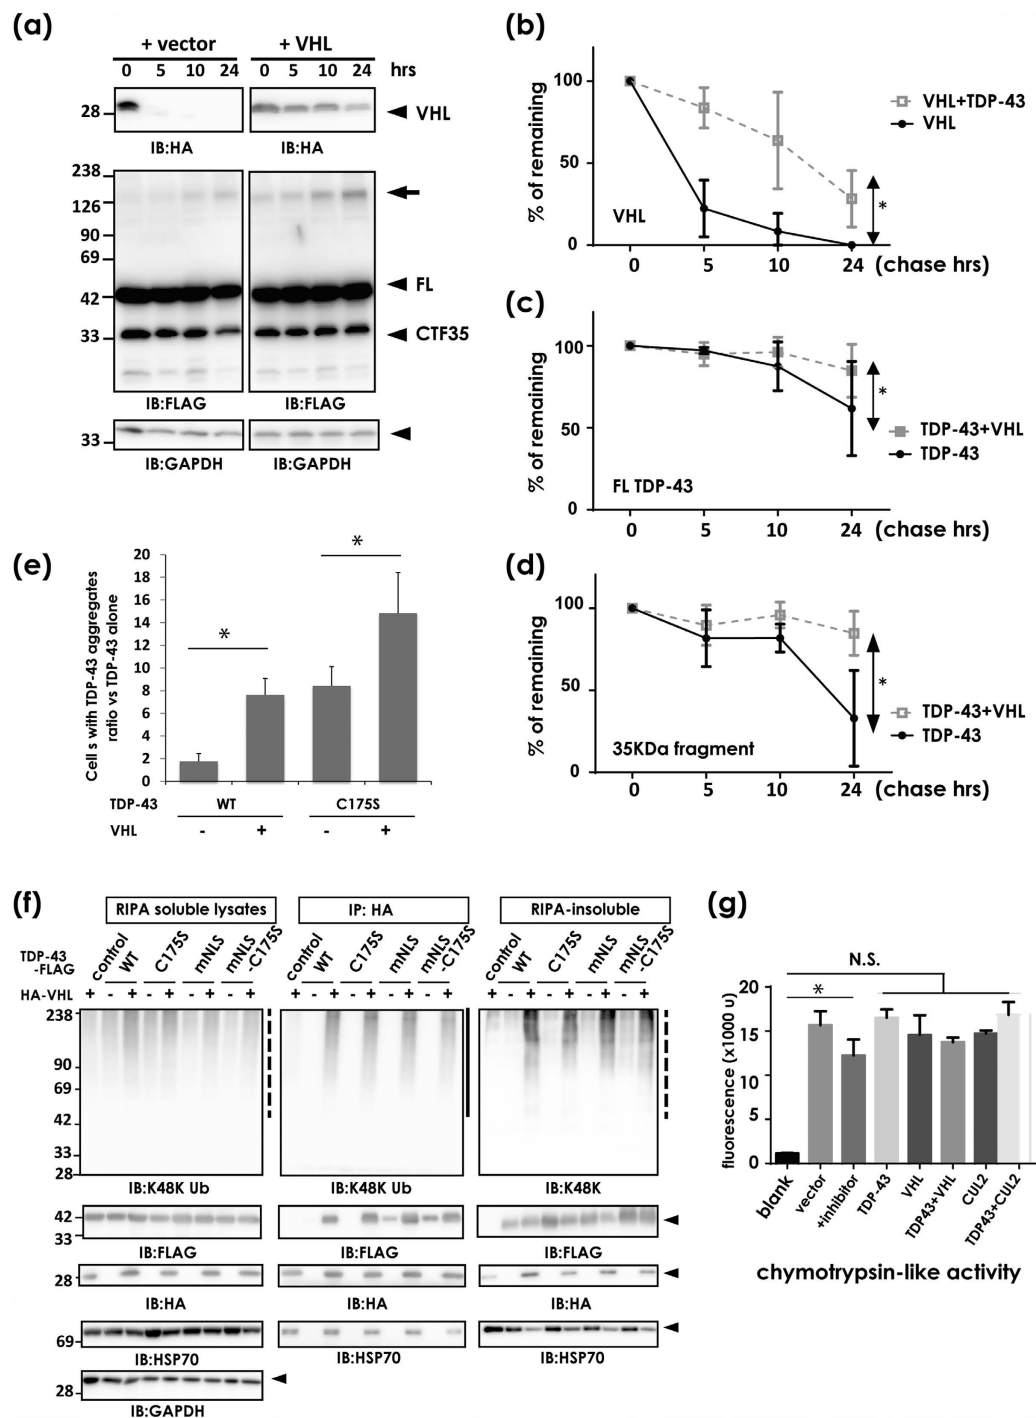 (a)
+ vector
+ VHL
0 5 10 24 0 5 10 24 hrs
28
VHL
IB:HA
IB:HA
238
126
90
69
42
33
FL
CTF35
IB:FLAG
IB:FLAG
33
IB:GAPDH
IB:GAPDH
(b)
% of remaining
100
50
0
VHL
0 5 10 24 (chase hrs)
VHL+TDP-43
VHL
*
(c)
% of remaining
100
50
0
FL TDP-43
0 5 10 24 (chase hrs)
TDP-43+VHL
TDP-43
*
(d)
% of remaining
100
50
0
35KDa fragment
0 5 10 24 (chase hrs)
TDP-43+VHL
TDP-43
*
(e)
Cell s with TDP-43 aggregates
ratio vs TDP-43 alone
20
18
16
14
12
10
8
6
4
2
0
*
*
TDP-43 WT C175S
VHL - + - +
(f)
RIPA soluble lysates
IP: HA
RIPA-insoluble
TDP-43
-FLAG
control WT C175S mNLS mNLS -C175S
control WT C175S mNLS mNLS -C175S
control WT C175S mNLS mNLS -C175S
HA-VHL + - + - + - + - + + - + - + - + - + + - + - + - + - +
238
90
69
42
33
28
IB:K48K Ub
IB:K48K Ub
IB:K48K
42
33
IB:FLAG
IB:FLAG
IB:FLAG
28
IB:HA
IB:HA
IB:HA
69
IB:HSP70
IB:HSP70
IB:HSP70
28
IB:GAPDH
(g)
N.S.
*
fluorescence (x1000 u)
20
15
10
5
0
blank
vector
+inhibitor
TDP-43
VHL
TDP43+VHL
CUL2
TDP43+CUL2
chymotrypsin-like activity